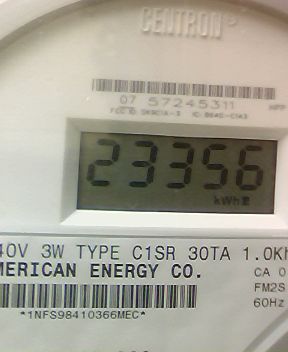 CENTRON
07 57245311
23356
kWh
40V 3W TYPE C1SR 30TA 1.0Kh
MERICAN ENERGY CO.
CA 0
FM2S
60Hz
*1NFS98410366MEC*